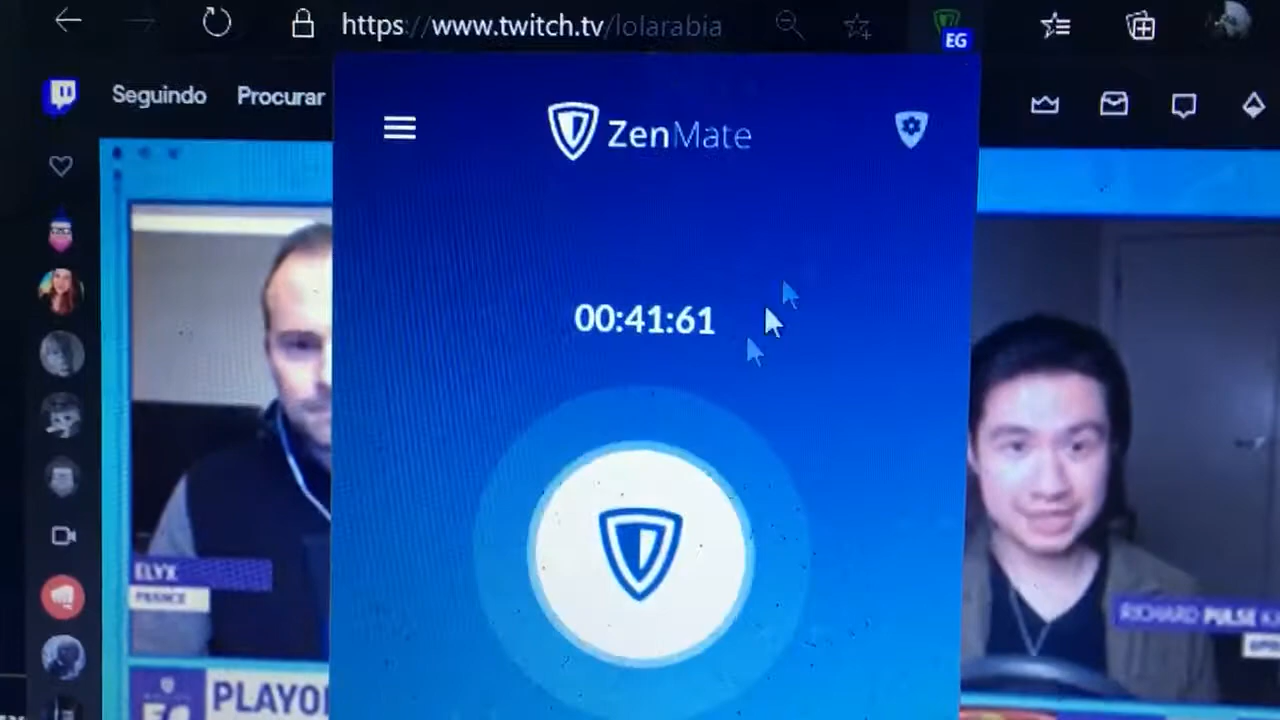 https://www.twitch.tv/lolarabia
EG
Seguindo Procurar
ZenMate
00:41:61
ELYX
FRANCE
RICHARD PULSE
PLAYO